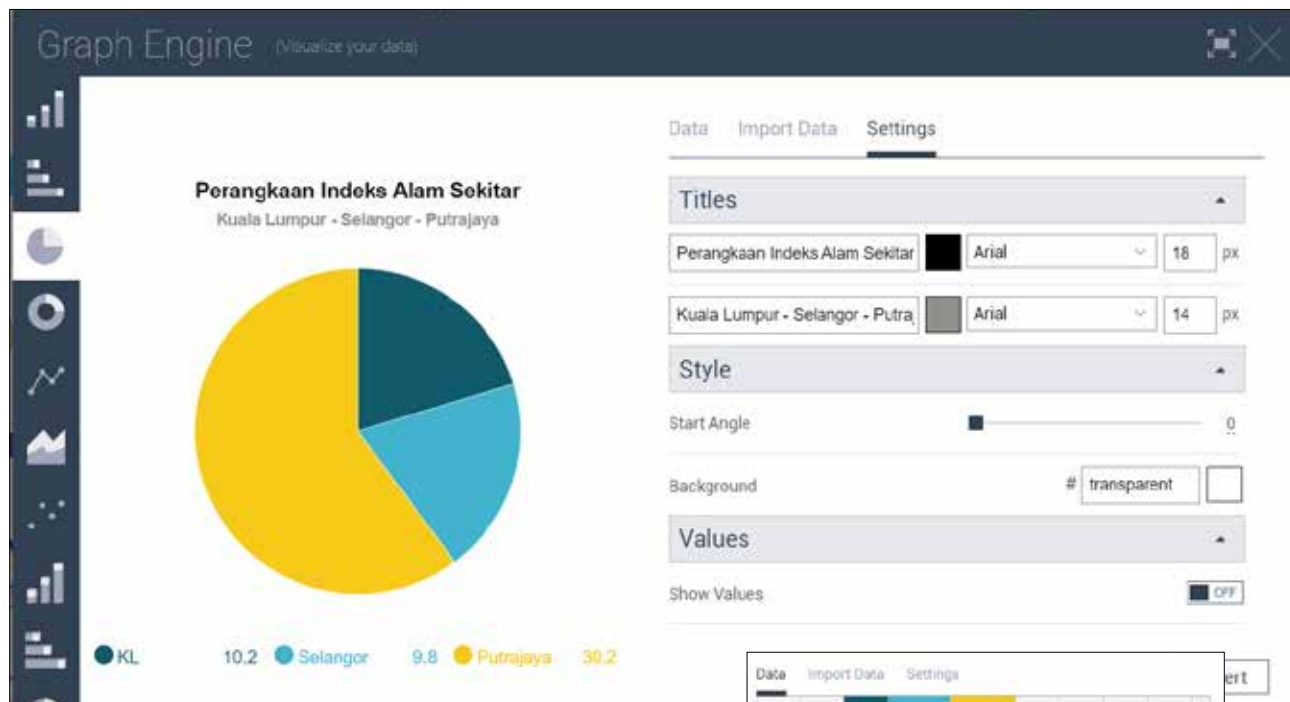 Graph Engine (Visualize your data)
Perangkaan Indeks Alam Sekitar
Kuala Lumpur - Selangor - Putrajaya
KL 10.2 Selangor 9.8 Putrajaya 30.2
Data Import Data Settings
Titles
Perangkaan Indeks Alam Sekitar Arial 18 px
Kuala Lumpur - Selangor - Putraj Arial 14 px
Style
Start Angle 0
Background # transparent
Values
Show Values OFF
Data Import Data Settings
ert